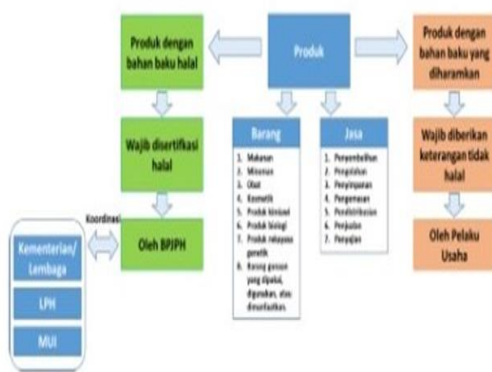 Produk dengan
bahan baku halal
Produk
Produk dengan
bahan baku yang
diharamkan
Wajib disertifkasi
halal
Barang
1. Makanan
2. Minuman
3. Obat
4. Kosmetik
5. Produk kimiawi
6. Produk biologi
7. Produk rekayasa
genetik
8. Barang gunaan
yang dipakai,
digunakan, atau
dimanfaatkan.
Jasa
1. Penyembelihan
2. Pengolahan
3. Penyimpanan
4. Pengemasan
5. Pendistribusian
6. Penjualan
7. Penyajian
Wajib diberikan
keterangan tidak
halal
Koordinasi
Oleh BPJPH
Oleh Pelaku
Usaha
Kementerian/
Lembaga
LPH
MUI